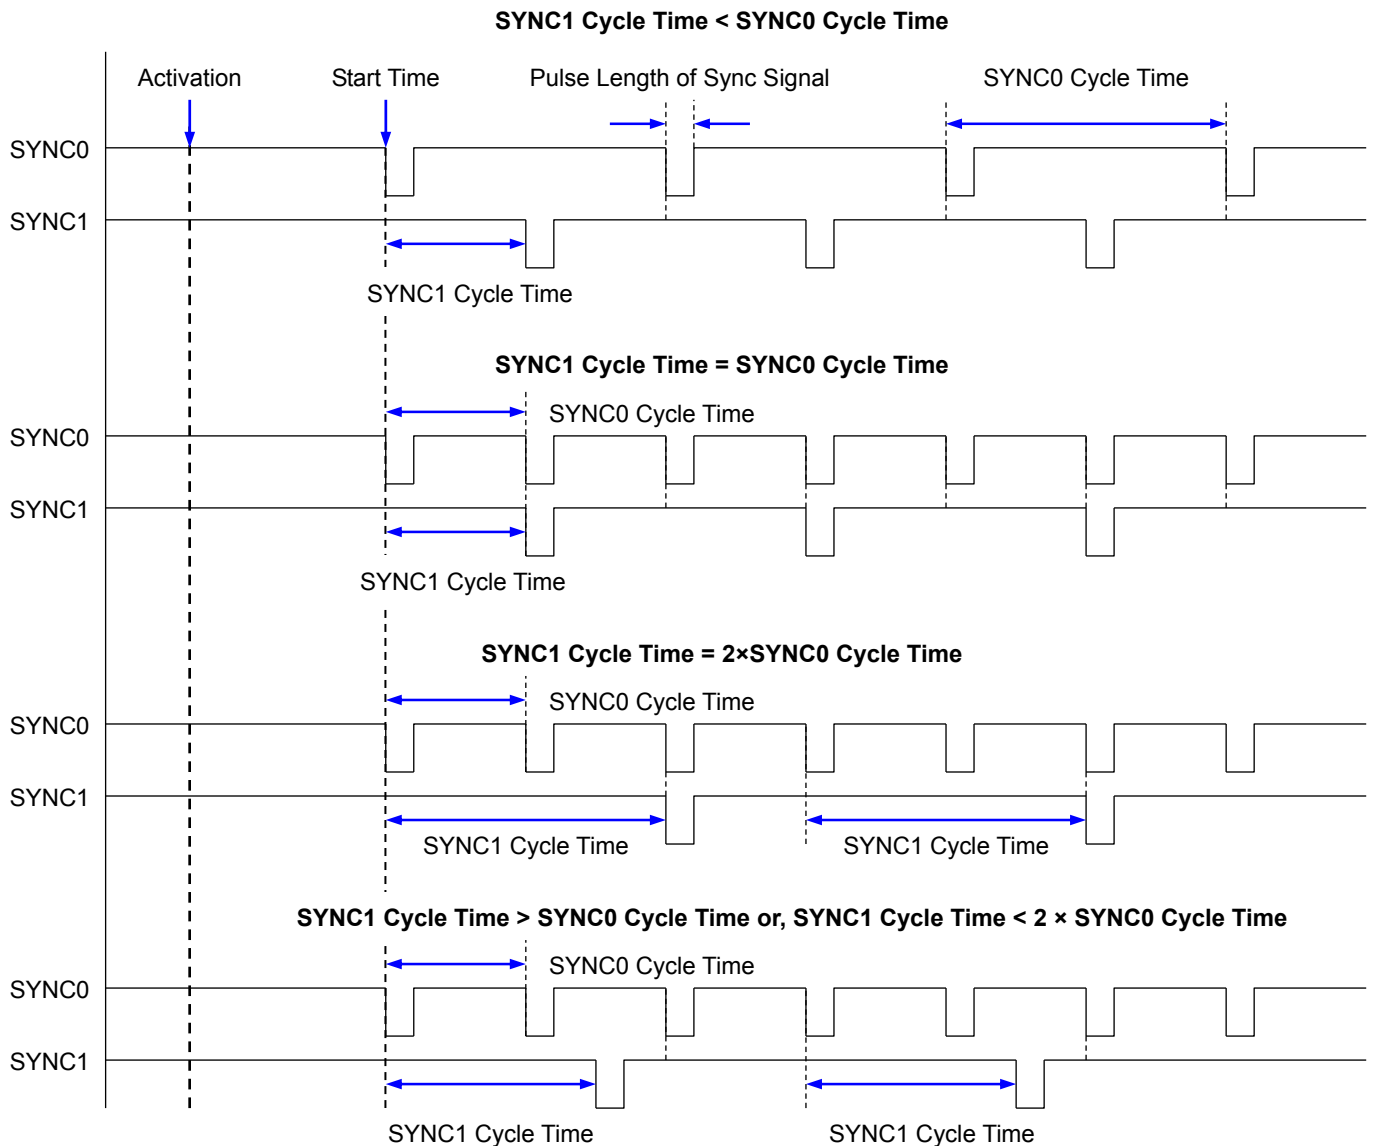 SYNC1 Cycle Time < SYNC0 Cycle Time
Activation
Start Time
Pulse Length of Sync Signal
SYNC0 Cycle Time
SYNC0
SYNC1
SYNC1 Cycle Time
SYNC1 Cycle Time = SYNC0 Cycle Time
SYNC0 Cycle Time
SYNC0
SYNC1
SYNC1 Cycle Time
SYNC1 Cycle Time = 2×SYNC0 Cycle Time
SYNC0 Cycle Time
SYNC0
SYNC1
SYNC1 Cycle Time
SYNC1 Cycle Time
SYNC1 Cycle Time > SYNC0 Cycle Time or, SYNC1 Cycle Time < 2 × SYNC0 Cycle Time
SYNC0 Cycle Time
SYNC0
SYNC1
SYNC1 Cycle Time
SYNC1 Cycle Time